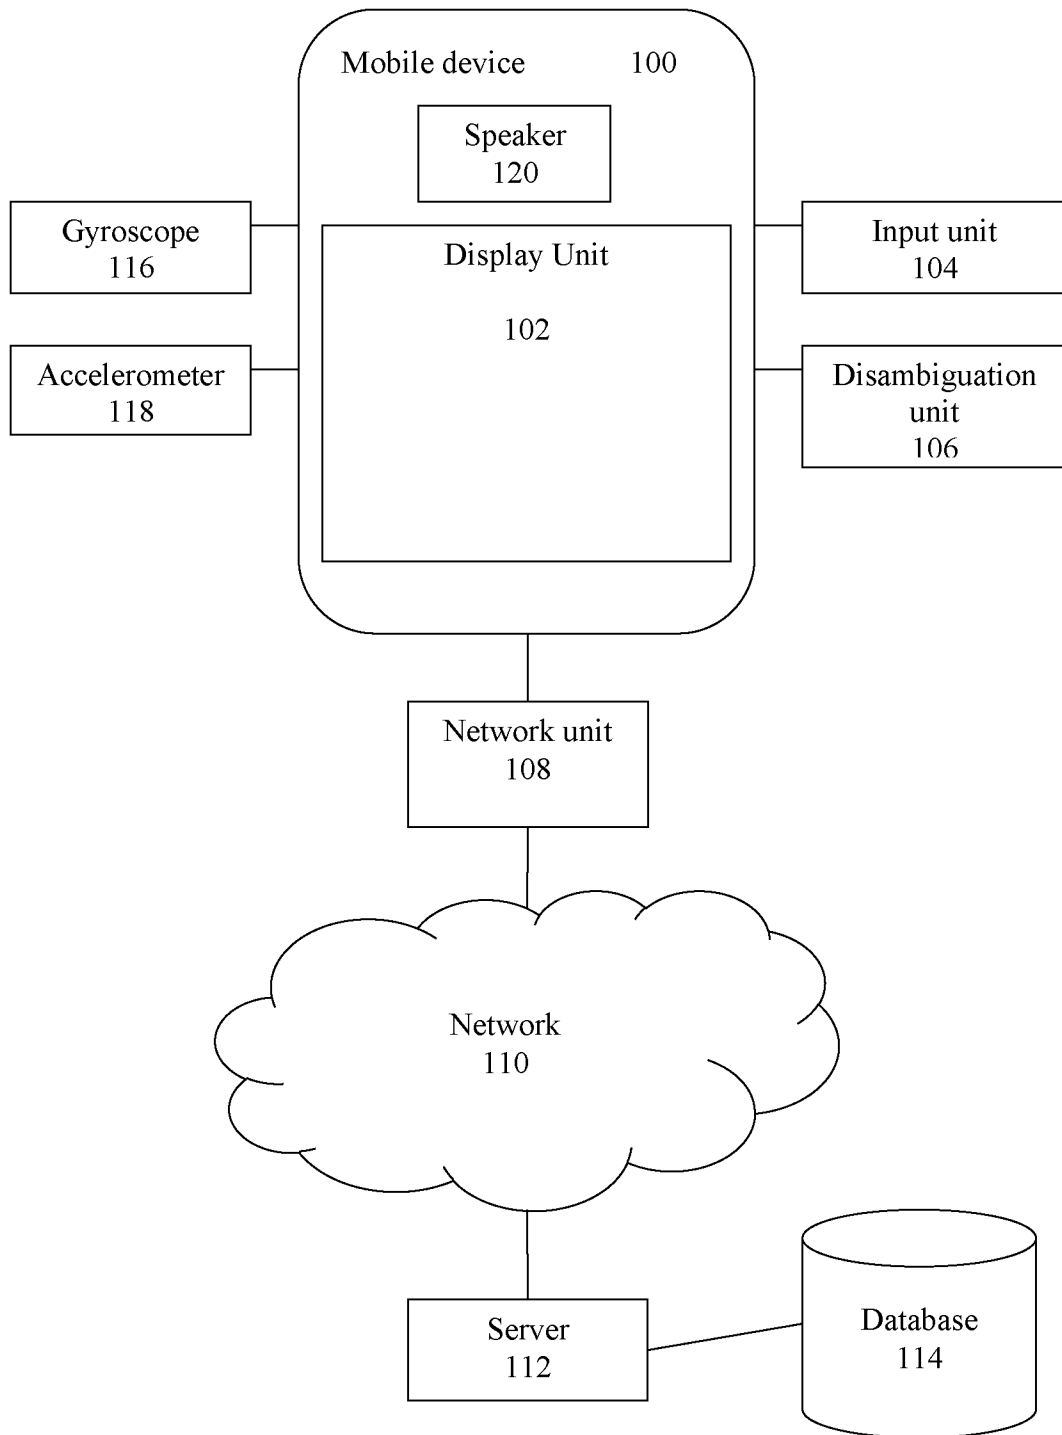 Mobile device 100
Speaker
120
Gyroscope
116
Display Unit
102
Input unit
104
Accelerometer
118
Disambiguation
unit
106
Network unit
108
Network
110
Server
112
Database
114